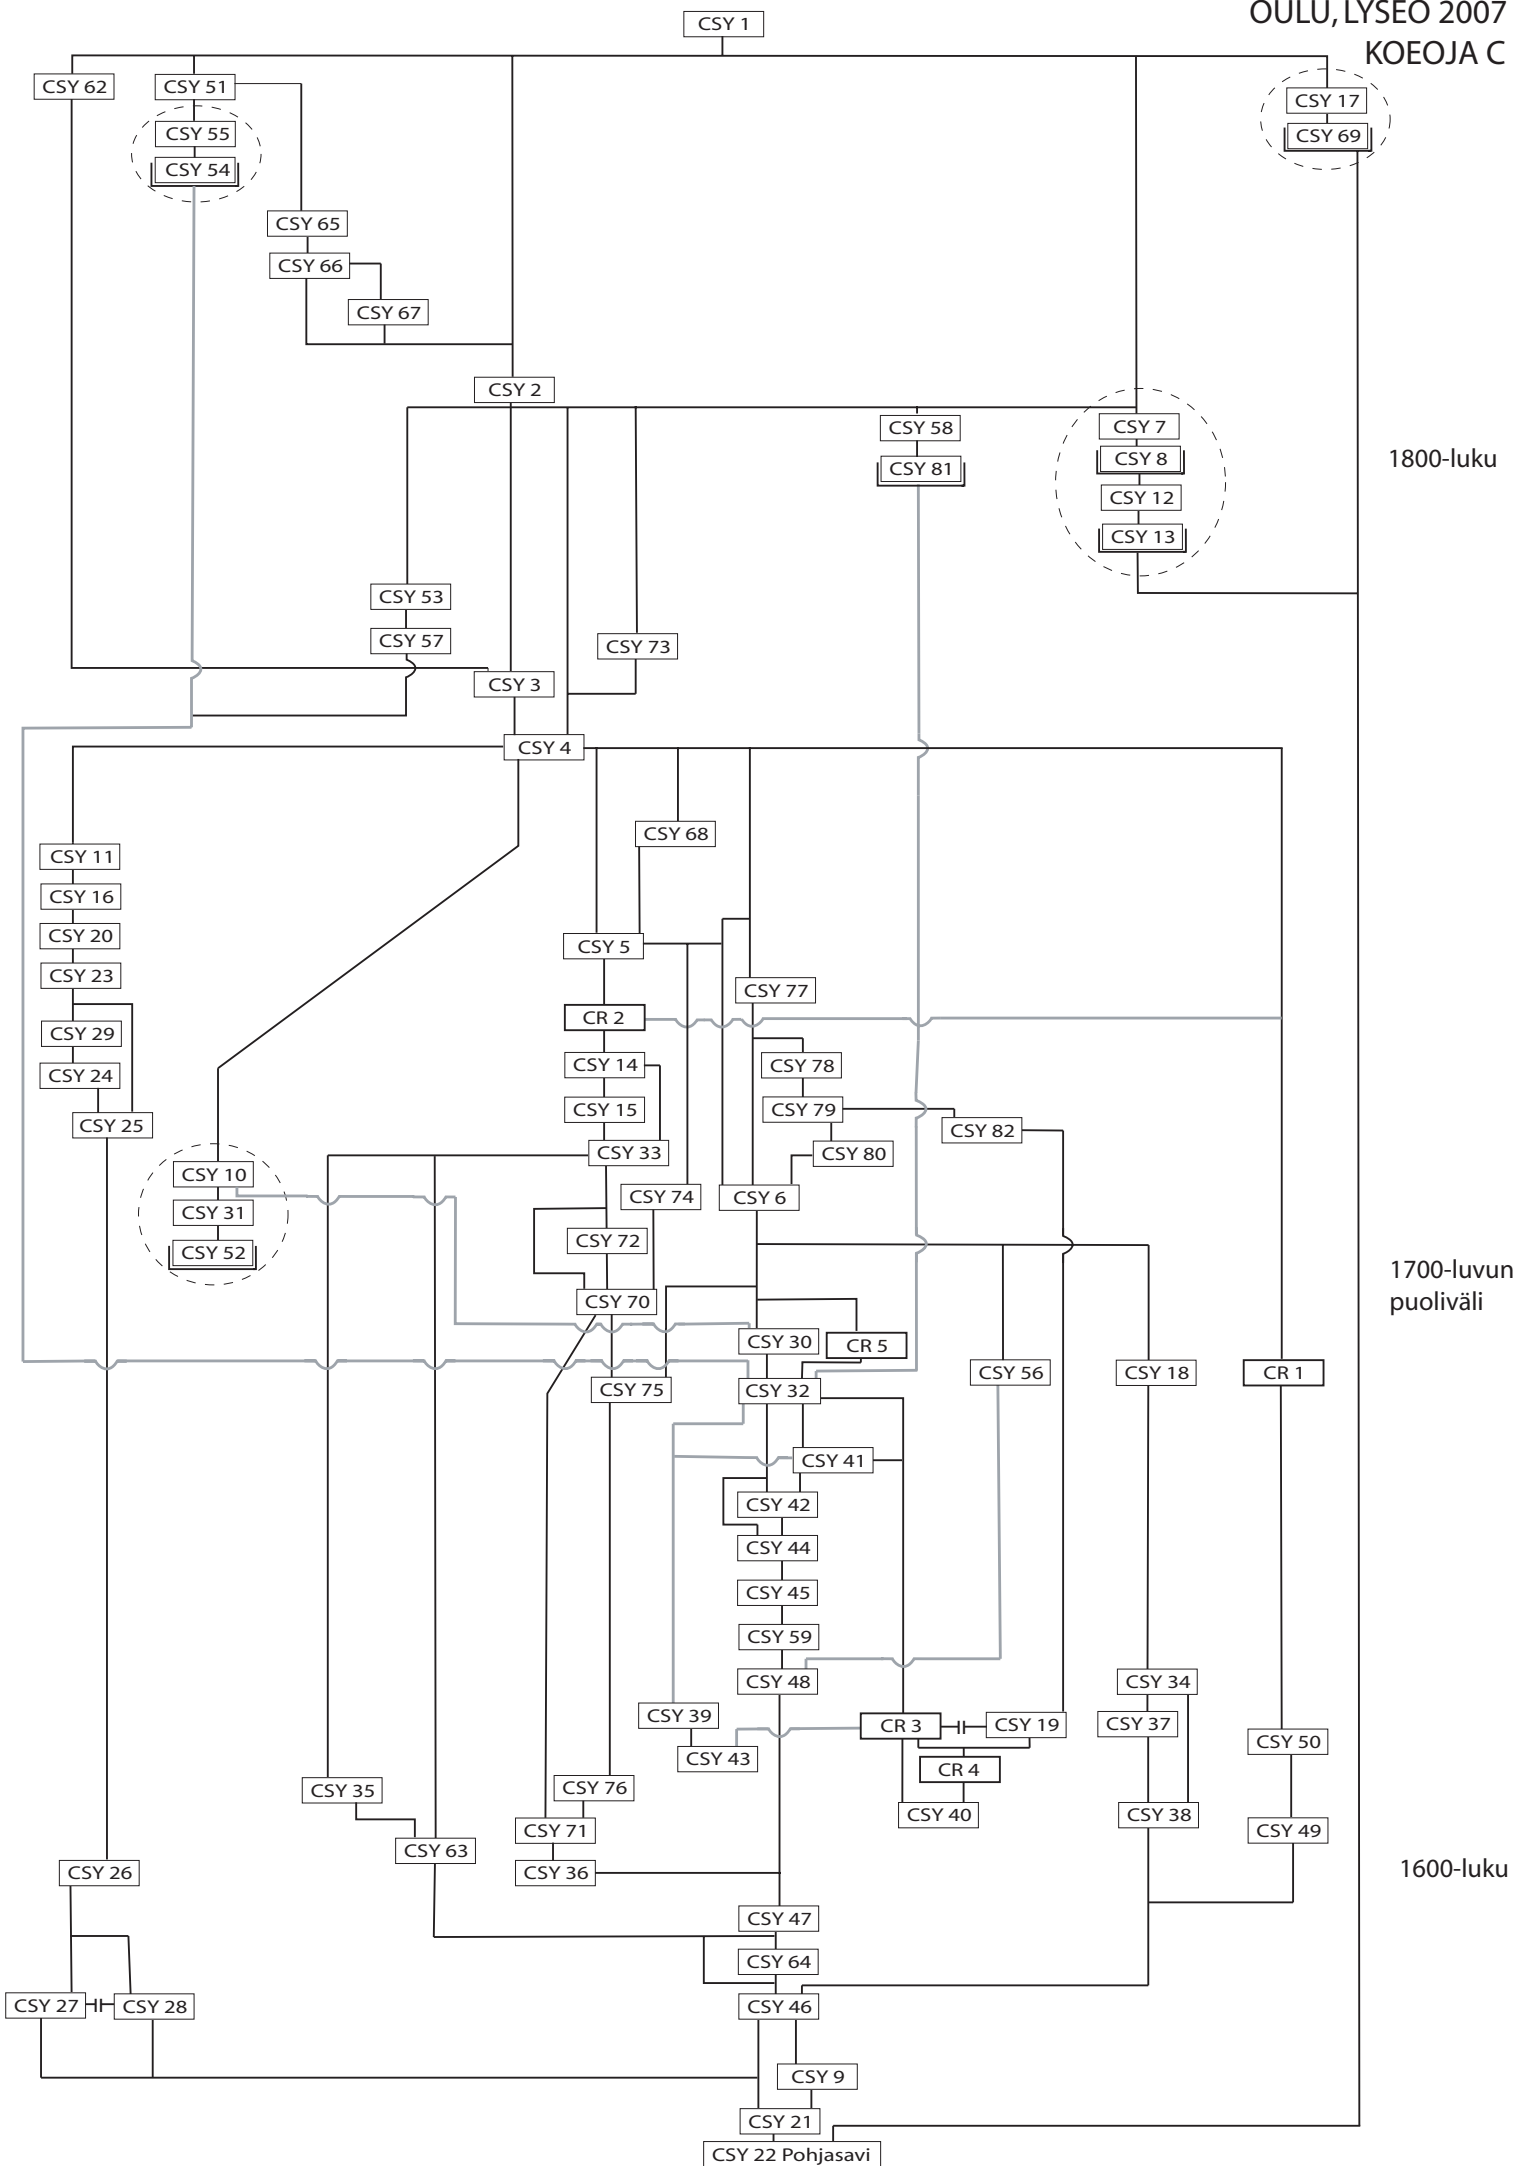 OULU, LYSEO 2007
KOEOJA C
CSY 1
CSY 62
CSY 51
CSY 17
CSY 55
CSY 69
CSY 54
CSY 65
CSY 66
CSY 67
CSY 2
CSY 58
CSY 7
CSY 8
CSY 81
1800-luku
CSY 12
CSY 13
CSY 53
CSY 57
CSY 73
CSY 3
CSY 4
CSY 68
CSY 11
CSY 16
CSY 20
CSY 5
CSY 23
CSY 77
CR 2
CSY 29
CSY 14
CSY 78
CSY 24
CSY 15
CSY 79
CSY 25
CSY 82
CSY 33
CSY 80
CSY 10
CSY 74
CSY 6
CSY 31
CSY 72
CSY 52
1700-luvun
puoliväli
CSY 70
CSY 30
CR 5
CSY 56
CSY 18
CR 1
CSY 75
CSY 32
CSY 41
CSY 42
CSY 44
CSY 45
CSY 59
CSY 48
CSY 34
CSY 39
CR 3
CSY 19
CSY 37
CSY 50
CSY 43
CR 4
CSY 35
CSY 76
CSY 40
CSY 38
CSY 71
CSY 49
CSY 63
CSY 26
CSY 36
1600-luku
CSY 47
CSY 64
CSY 27
CSY 28
CSY 46
CSY 9
CSY 21
CSY 22 Pohjasavi